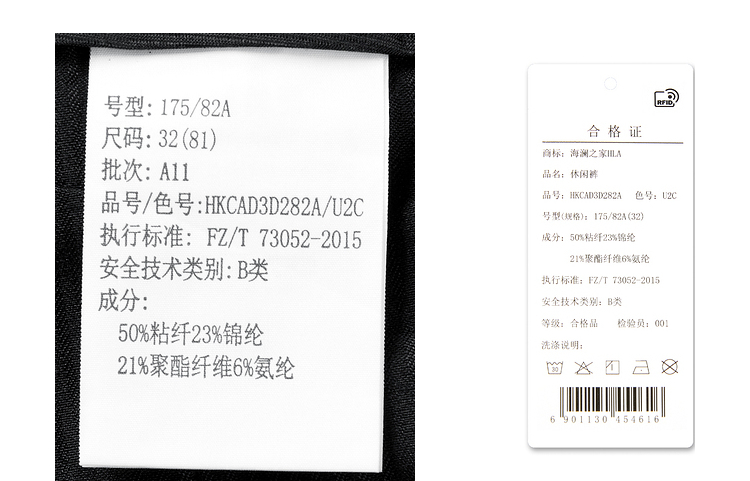 号型: 175/82A
尺码: 32(81)
批次: A11
品号/色号:HKCAD3D282A/U2C
执行标准: FZ/T 73052-2015
安全技术类别:B类
成分:
50%粘纤23%锦纶
21%聚酯纤维6%氨纶
RFID
合格证
商标: 海澜之家HLA
品名: 休闲裤
品号: HKCAD3D282A 色号: U2C
号型(规格): 175/82A(32)
成分: 50%粘纤23%锦纶
21%聚酯纤维6%氨纶
执行标准: FZ/T 73052-2015
安全技术类别: B类
等级: 合格品 检验员: 001
洗涤说明:
30
6 901130 454616